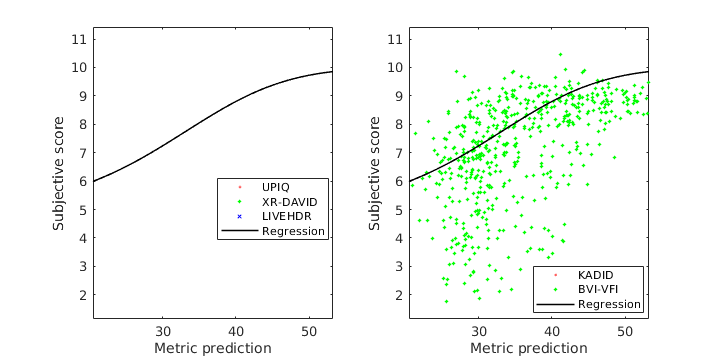 11
10
9
8
7
6
5
4
3
2
Subjective score
30 40 50
Metric prediction
UPIQ
XR-DAVID
LIVEHDR
Regression
11
10
9
8
7
6
5
4
3
2
Subjective score
30 40 50
Metric prediction
KADID
BVI-VFI
Regression